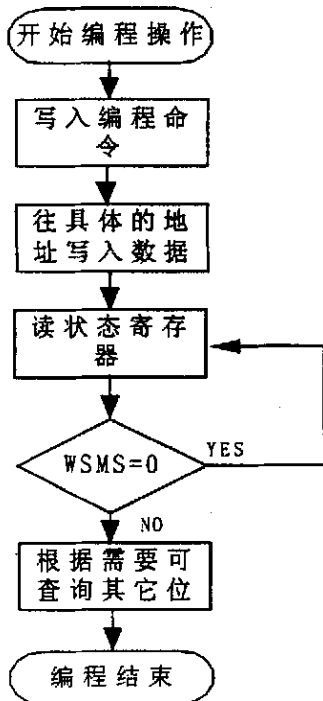 开始编程操作
写入编程命
令
往具体的地
址写入数据
读状态寄存
器
WSMS=0
YES
NO
根据需要可
查询其它位
编程结束